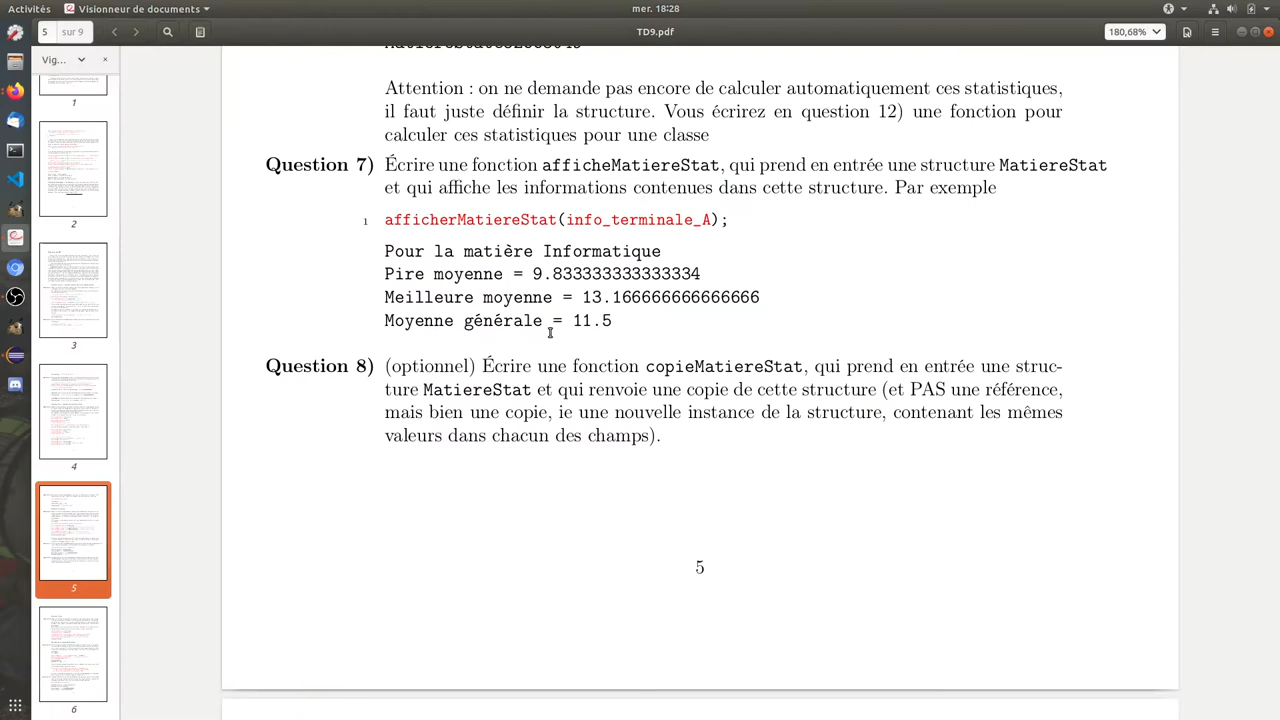 Activités
Visionneur de documents
mer. 18:28
5
sur 9
TD9.pdf
180,68%
Vig…
Attention : on ne demande pas encore de calculer automatiquement ces statistiques,
il faut juste définir la structure. Vous écrirez en question 12) une fonction pour
calculer ces statistiques pour une classe
Question 7) Écrire une fonction afficheMatiereStat, qui prend en entrée une structure MatiereStat
et qui affiche les informations contenues dans cette structure. Par exemple
1 afficherMatiereStat(info_terminale_A);
Pour la matière Informatique
Pire moyenne = 9.833333333333334
Meilleure moyenne = 13.166666666666666
Moyenne générale = 11.5
Question 8) (optionnel) Écrire une fonction copieMatiereStat, qui prend en entrée une struc-
ture MatiereStat et qui renvoie une copie de cette structure (et PAS une référence,
mais bien une copie, i.e une nouvelle instance de la structure, contenant les mêmes
valeurs dans chacun des champs).
5
1
2
3
4
5
6